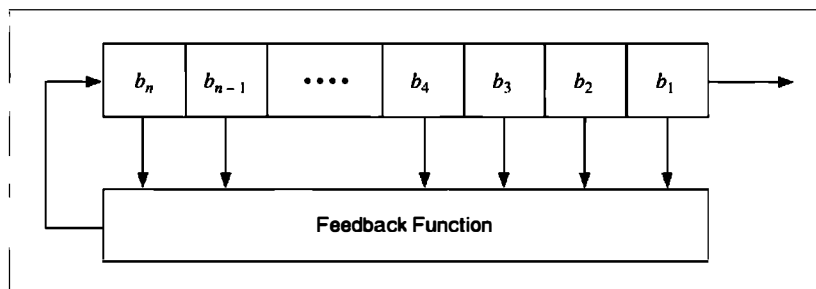 bₙ bₙ₋₁ •••• b₄ b₃ b₂ b₁
Feedback Function